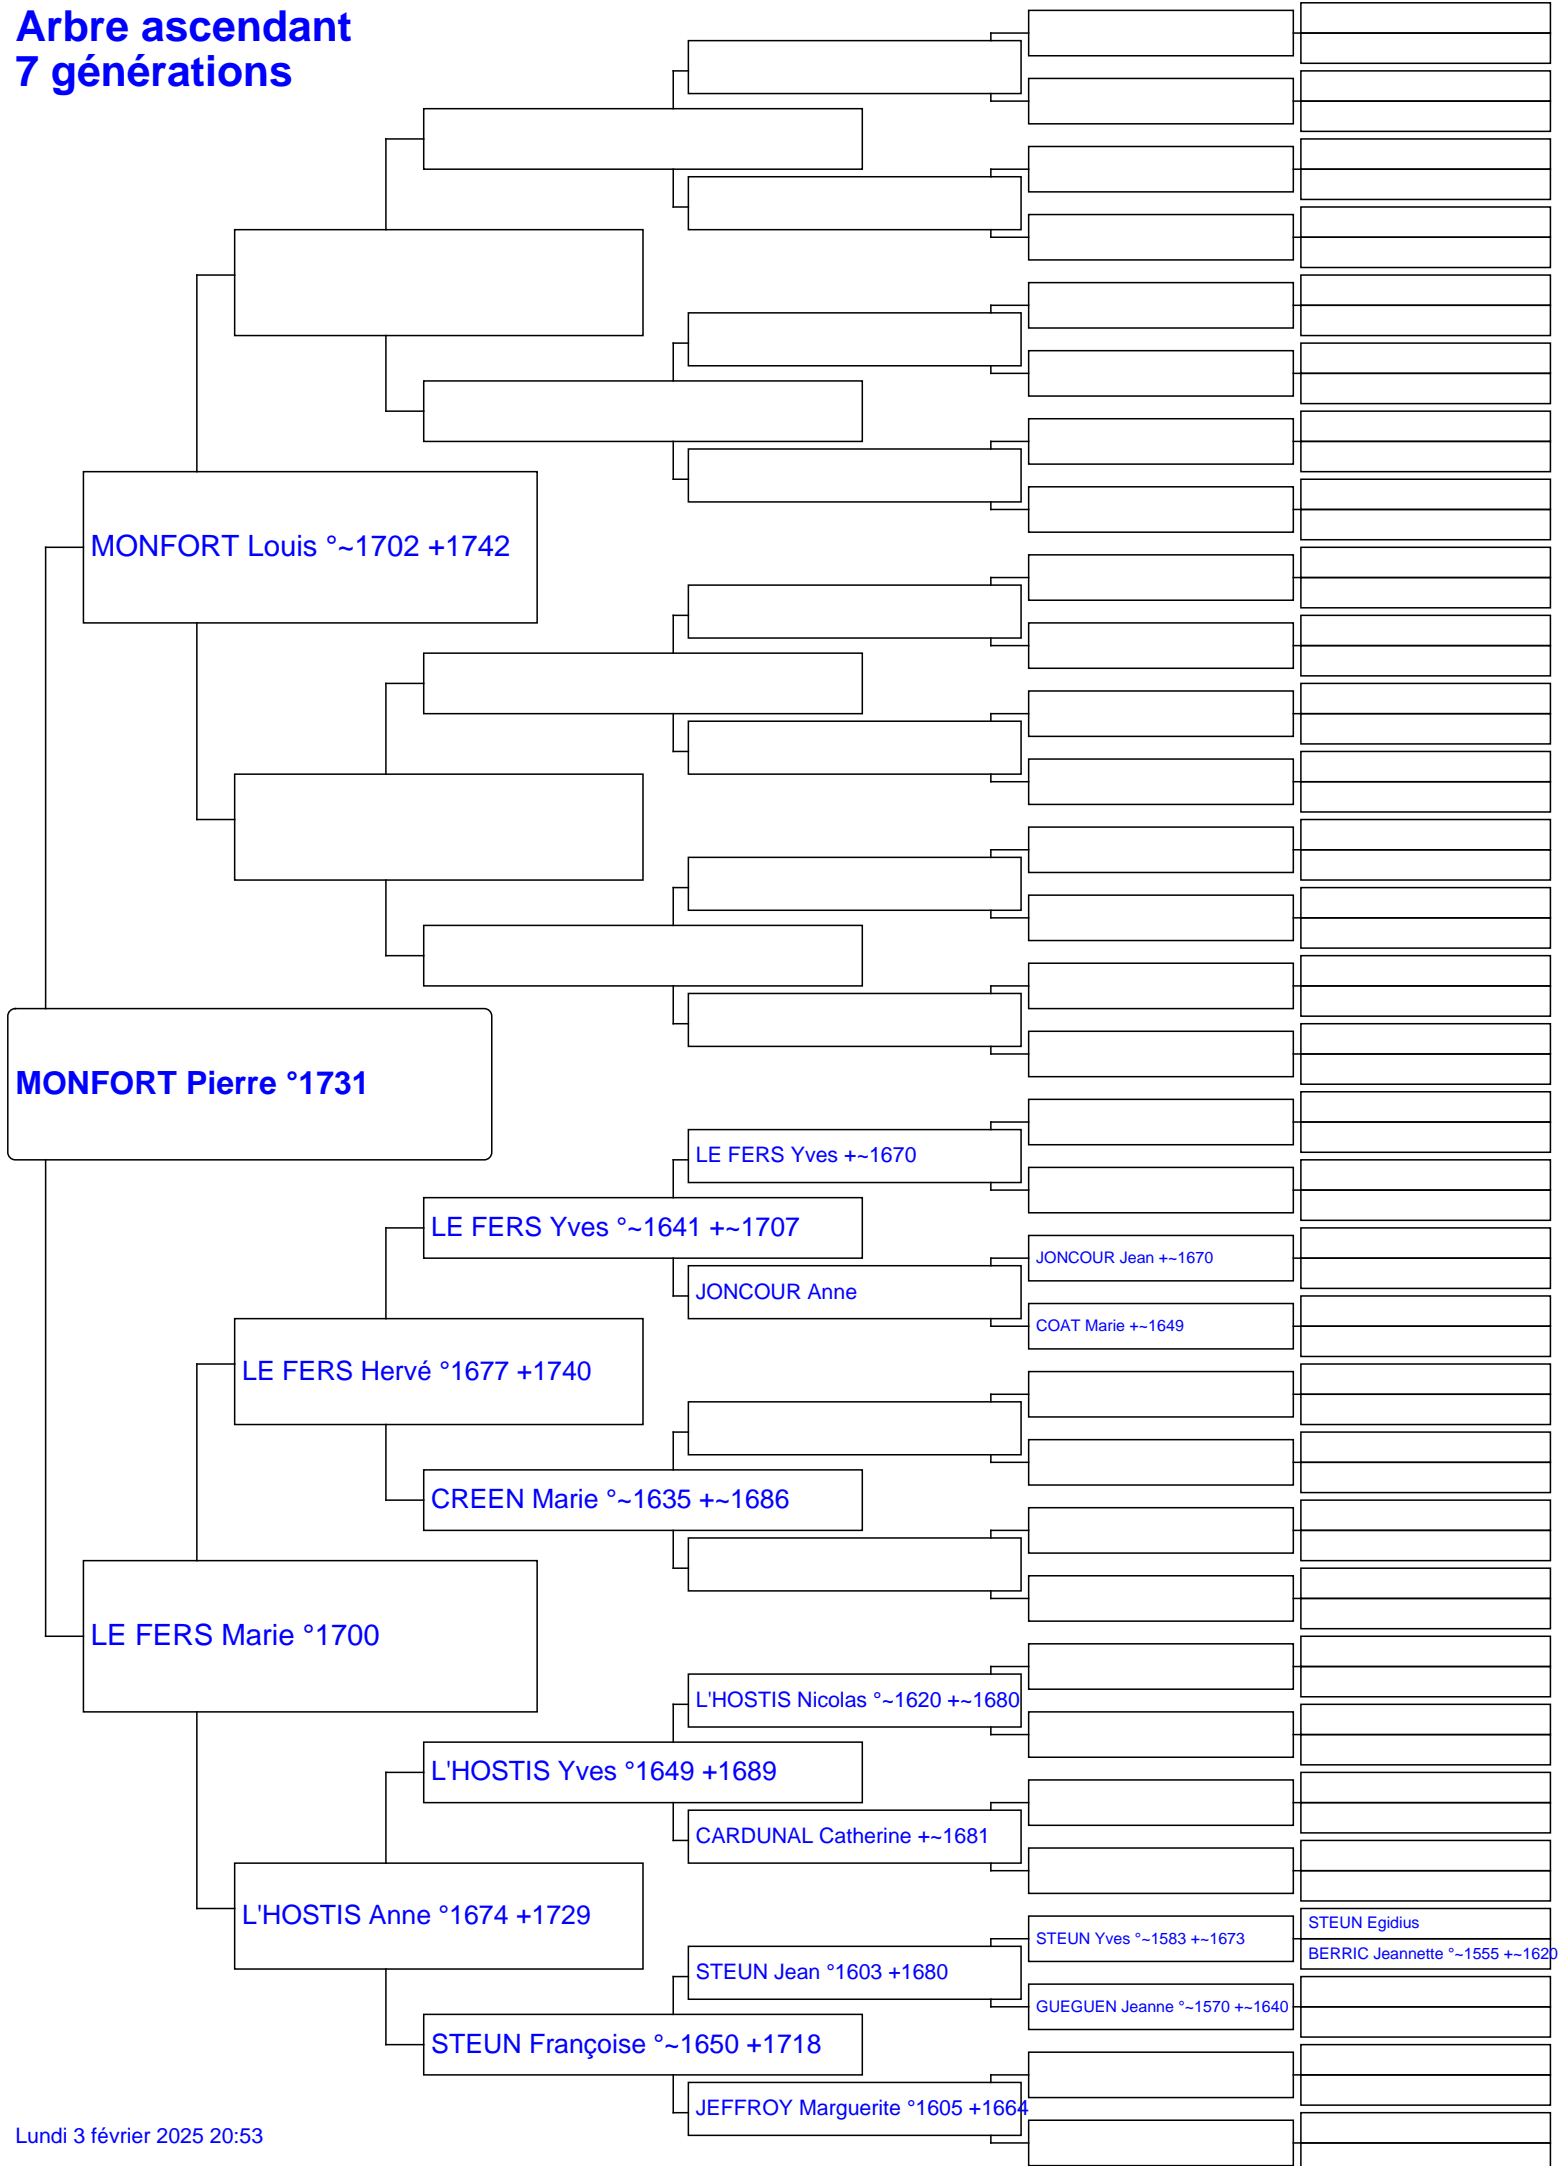 Arbre ascendant
7 générations
MONFORT Louis °~1702 +1742
MONFORT Pierre °1731
LE FERS Yves +~1670
LE FERS Yves °~1641 +~1707
JONCOUR Jean +~1670
JONCOUR Anne
COAT Marie +~1649
LE FERS Hervé °1677 +1740
CREEN Marie °~1635 +~1686
LE FERS Marie °1700
L'HOSTIS Nicolas °~1620 +~1680
L'HOSTIS Yves °1649 +1689
CARDUNAL Catherine +~1681
L'HOSTIS Anne °1674 +1729
STEUN Egidius
STEUN Yves °~1583 +~1673
BERRIC Jeannette °~1555 +~1620
STEUN Jean °1603 +1680
GUEGUEN Jeanne °~1570 +~1640
STEUN Françoise °~1650 +1718
JEFFROY Marguerite °1605 +1664
Lundi 3 février 2025 20:53